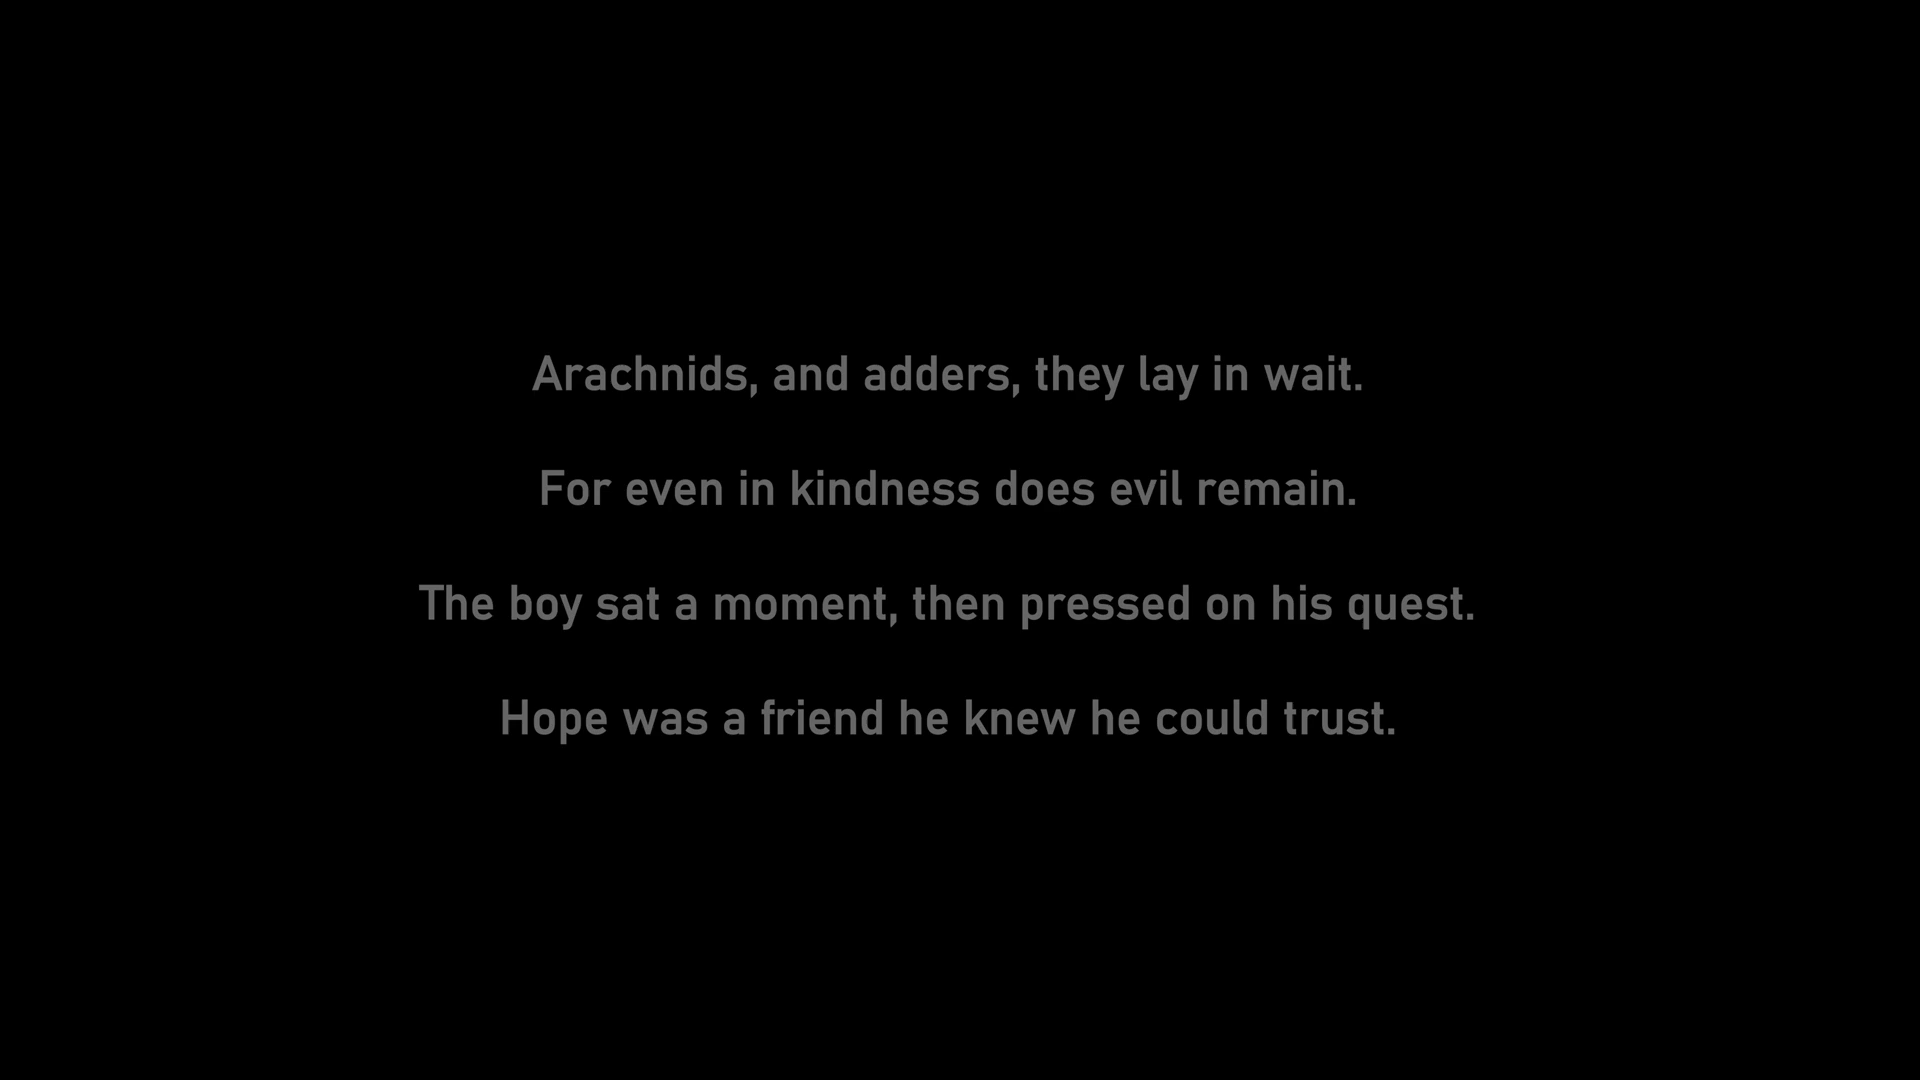 Arachnids, and adders, they lay in wait.
For even in kindness does evil remain.
The boy sat a moment, then pressed on his quest.
Hope was a friend he knew he could trust.